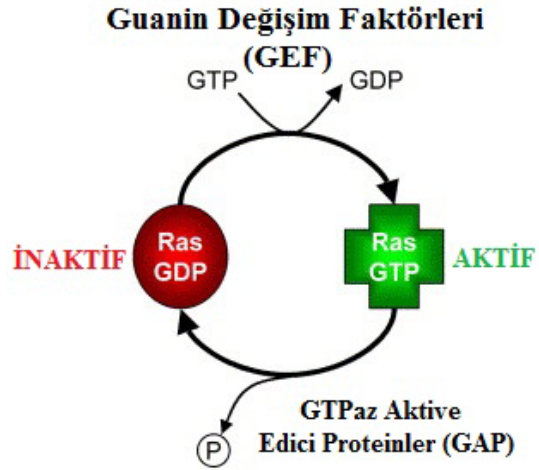 Guanin Değişim Faktörleri
(GEF)
GTP
GDP
İNAKTİF
Ras
GDP
Ras
GTP
AKTİF
GTPaz Aktive
Edici Proteinler (GAP)
P